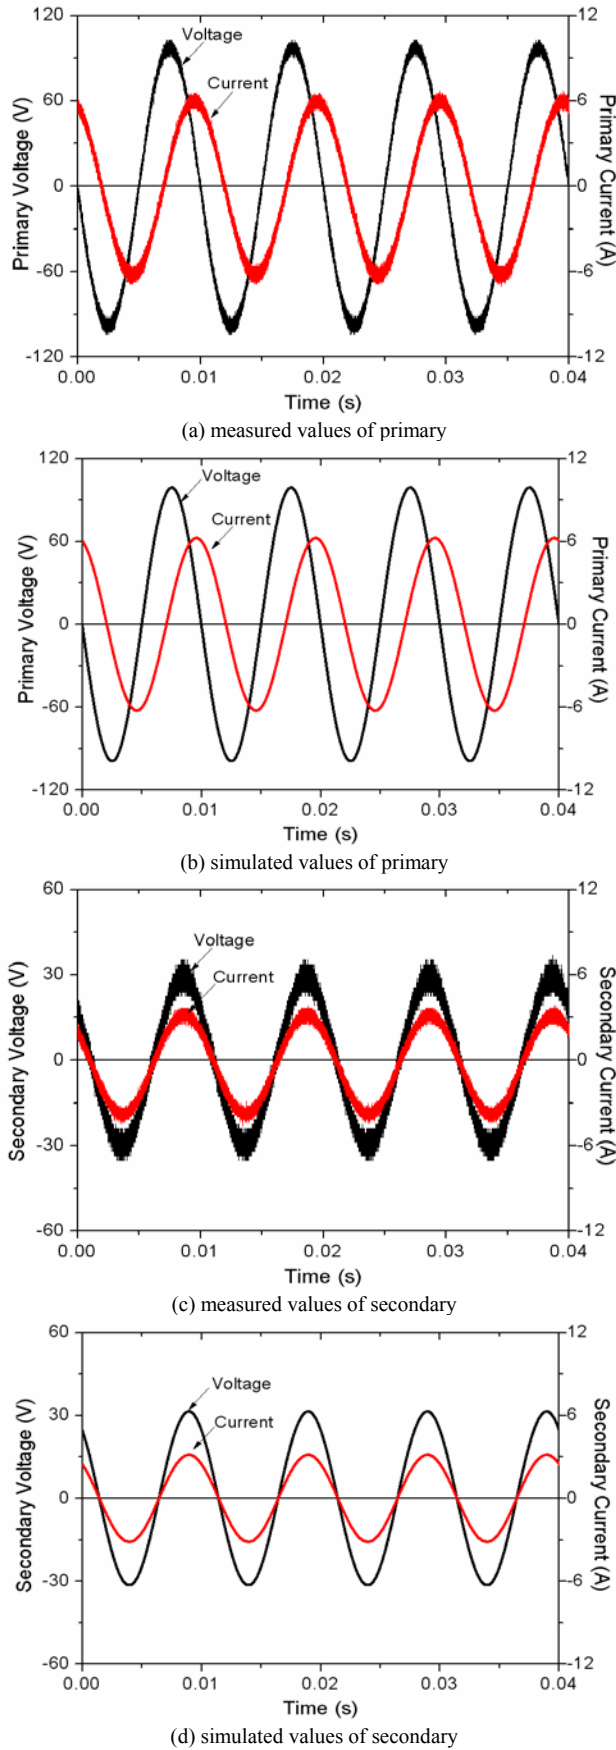 120
60
0
-60
-120
Primary Voltage (V)
Voltage
Current
12
6
0
-6
-12
Primary Current (A)
0.00 0.01 0.02 0.03 0.04
Time (s)
(a) measured values of primary
120
60
0
-60
-120
Primary Voltage (V)
Voltage
Current
12
6
0
-6
-12
Primary Current (A)
0.00 0.01 0.02 0.03 0.04
Time (s)
(b) simulated values of primary
60
30
0
-30
-60
Secondary Voltage (V)
Voltage
Current
12
6
0
-6
-12
Secondary Current (A)
0.00 0.01 0.02 0.03 0.04
Time (s)
(c) measured values of secondary
60
30
0
-30
-60
Secondary Voltage (V)
Voltage
Current
12
6
0
-6
-12
Secondary Current (A)
0.00 0.01 0.02 0.03 0.04
Time (s)
(d) simulated values of secondary